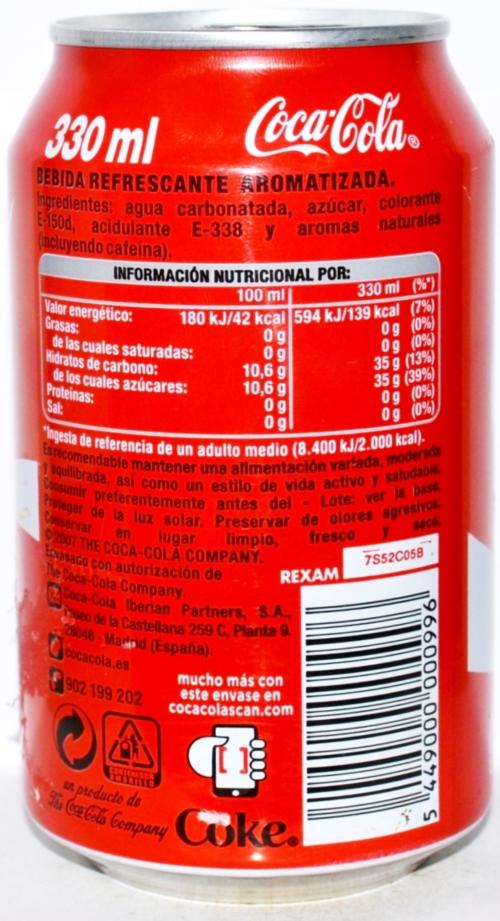 330 ml
Coca-Cola®
BEBIDA REFRESCANTE AROMATIZADA.
Ingredientes: agua carbonatada, azúcar, colorante
E-150d, acidulante E-338 y aromas naturales
(incluyendo cafeína).
INFORMACIÓN NUTRICIONAL POR:
100 ml 330 ml (%*)
Valor energético: 180 kJ/42 kcal 594 kJ/139 kcal (7%)
Grasas: 0 g 0 g (0%)
de las cuales saturadas: 0 g 0 g (0%)
Hidratos de carbono: 10,6 g 35 g (13%)
de los cuales azúcares: 10,6 g 35 g (39%)
Proteínas: 0 g 0 g (0%)
Sal: 0 g 0 g (0%)
*Ingesta de referencia de un adulto medio (8.400 kJ/2.000 kcal).
Es recomendable mantener una alimentación variada, moderada
y equilibrada, así como un estilo de vida activo y saludable.
Consumir preferentemente antes del - Lote: ver la base.
Proteger de la luz solar. Preservar de olores agresivos.
Conservar en lugar limpio, fresco y seco.
©2007 THE COCA-COLA COMPANY.
Envasado con autorización de
The Coca-Cola Company.
Coca-Cola Iberian Partners, S.A.,
Paseo de la Castellana 259 C, Planta 9.
28046 - Madrid (España).
cocacola.es
902 199 202
REXAM
7S52C05B
mucho más con
este envase en
cocacolascan.com
CONTENEDOR
AMARILLO
un producto de
The Coca-Cola Company
Coke®
5 449000 000996